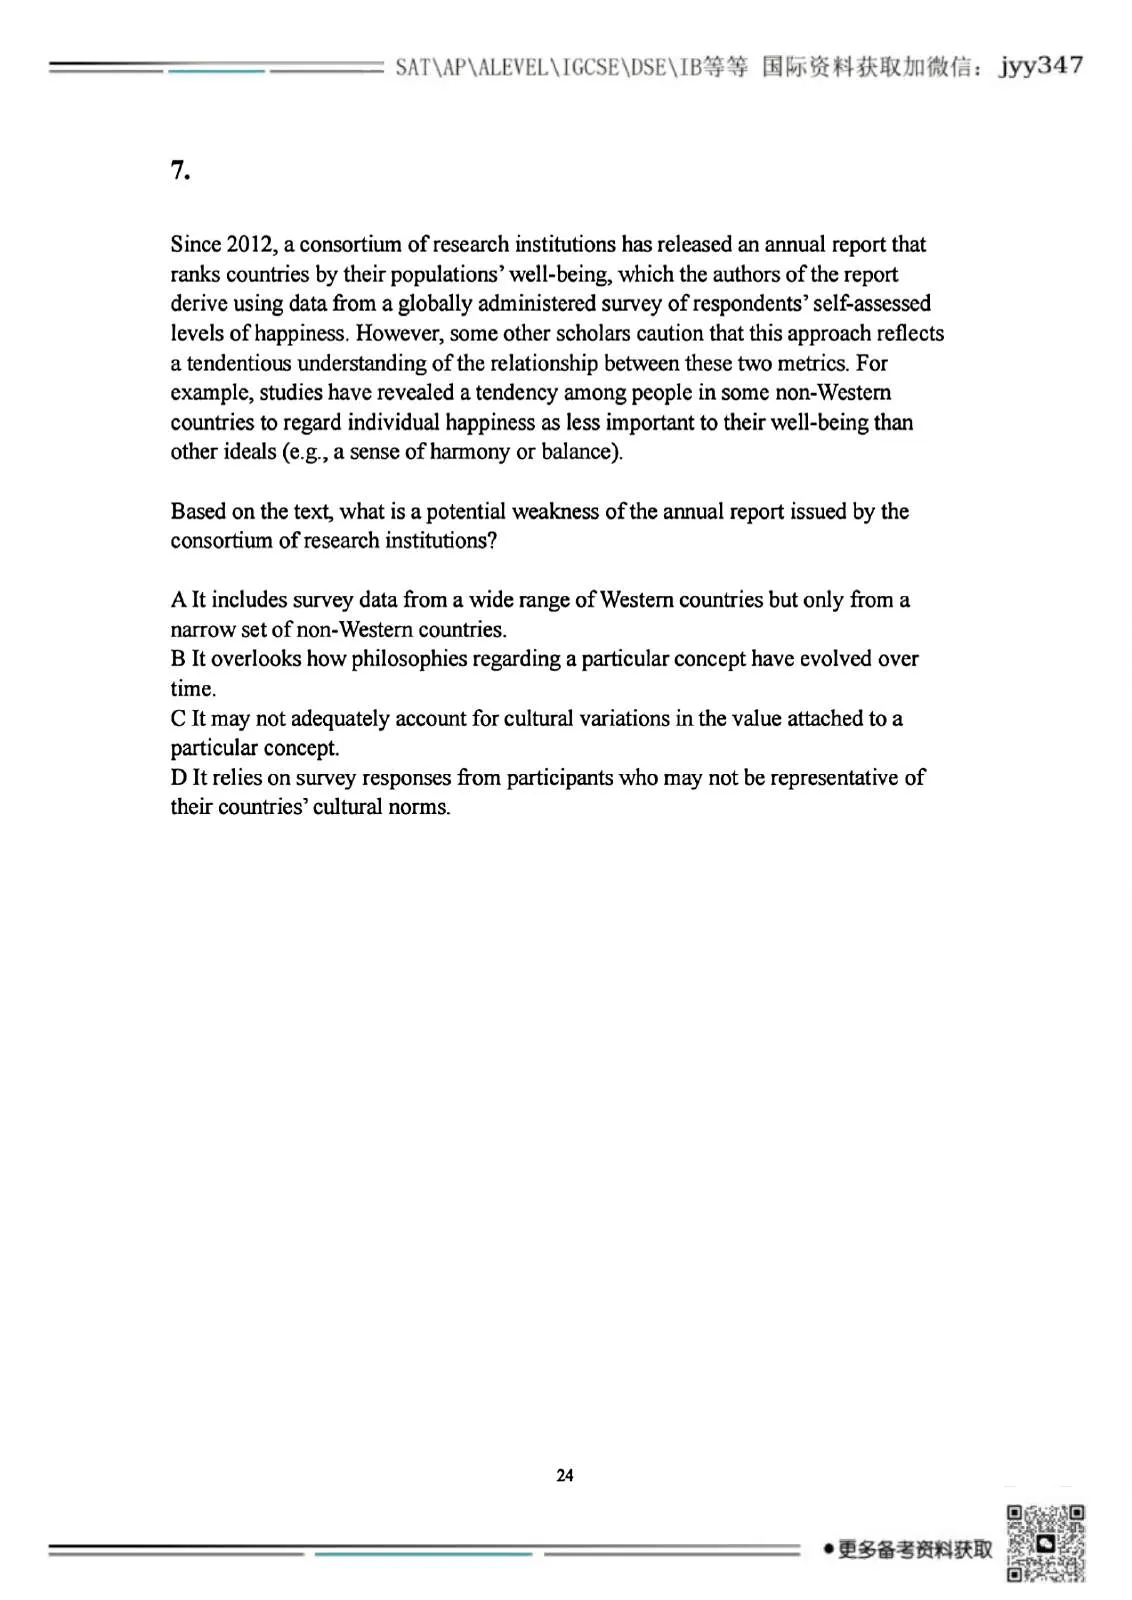 SAT\AP\ALEVEL\IGCSE\DSE\IB等等 国际资料获取加微信：jyy347
7.
Since 2012, a consortium of research institutions has released an annual report that
ranks countries by their populations’ well-being, which the authors of the report
derive using data from a globally administered survey of respondents’ self-assessed
levels of happiness. However, some other scholars caution that this approach reflects
a tendentious understanding of the relationship between these two metrics. For
example, studies have revealed a tendency among people in some non-Western
countries to regard individual happiness as less important to their well-being than
other ideals (e.g., a sense of harmony or balance).
Based on the text, what is a potential weakness of the annual report issued by the
consortium of research institutions?
A It includes survey data from a wide range of Western countries but only from a
narrow set of non-Western countries.
B It overlooks how philosophies regarding a particular concept have evolved over
time.
C It may not adequately account for cultural variations in the value attached to a
particular concept.
D It relies on survey responses from participants who may not be representative of
their countries’ cultural norms.
24
●更多备考资料获取